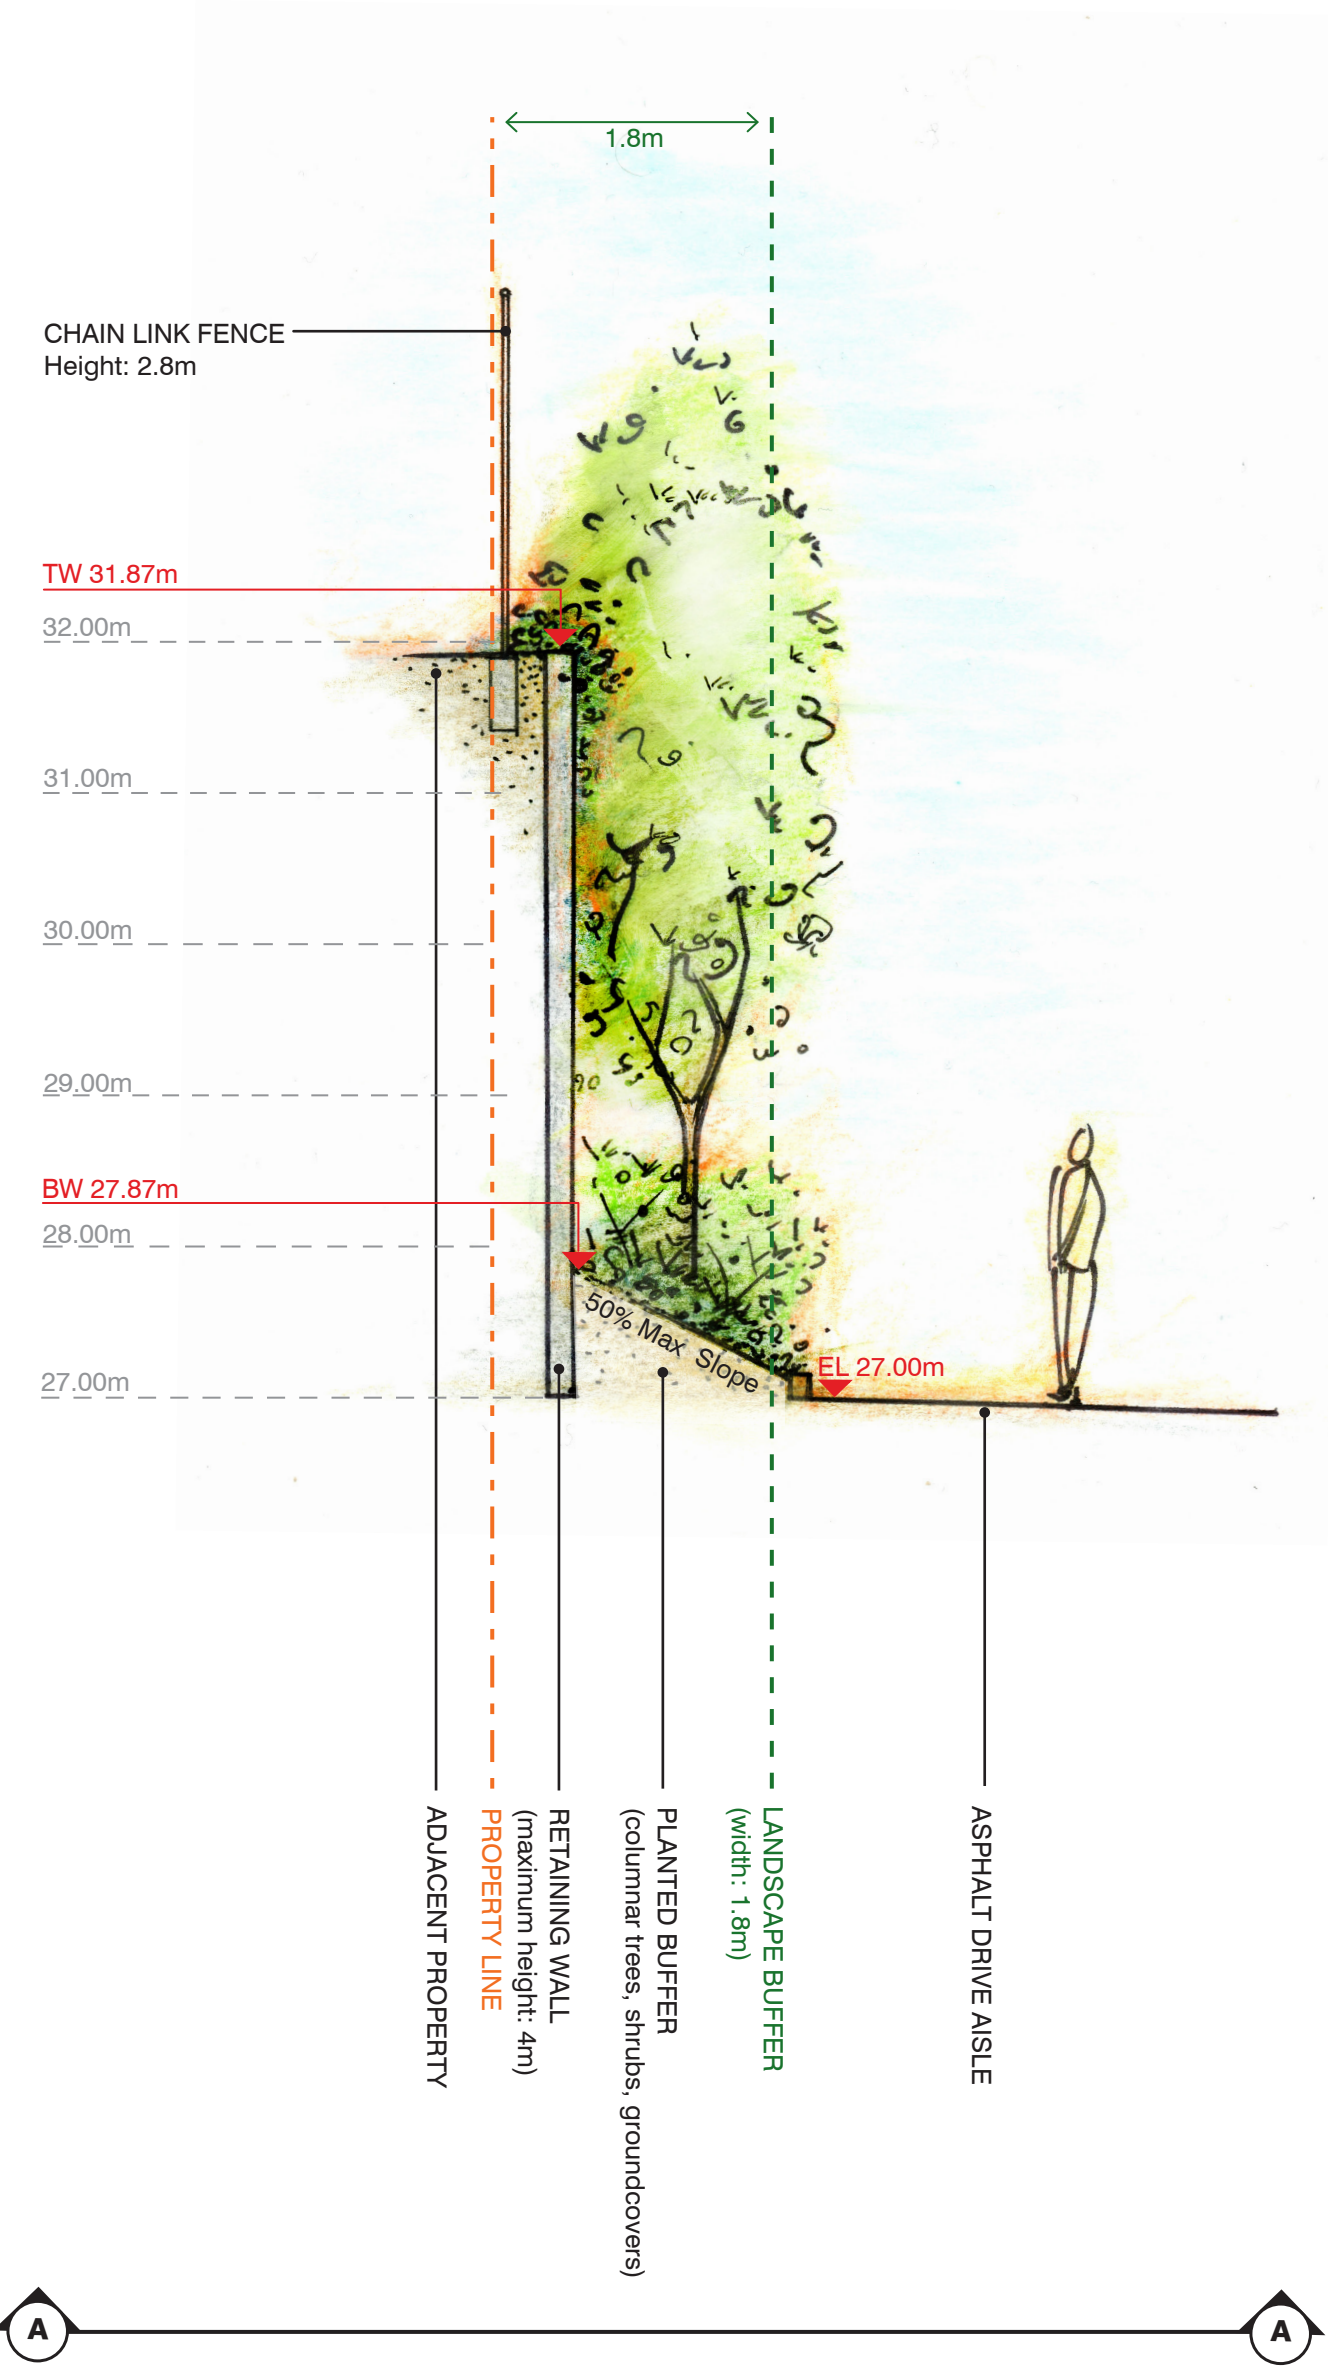 1.8m
CHAIN LINK FENCE
Height: 2.8m
TW 31.87m
32.00m
31.00m
30.00m
29.00m
BW 27.87m
28.00m
50% Max Slope
EL 27.00m
27.00m
ADJACENT PROPERTY
PROPERTY LINE
RETAINING WALL
(maximum height: 4m)
PLANTED BUFFER
(columnar trees, shrubs, groundcovers)
LANDSCAPE BUFFER
(width: 1.8m)
ASPHALT DRIVE AISLE
A
A